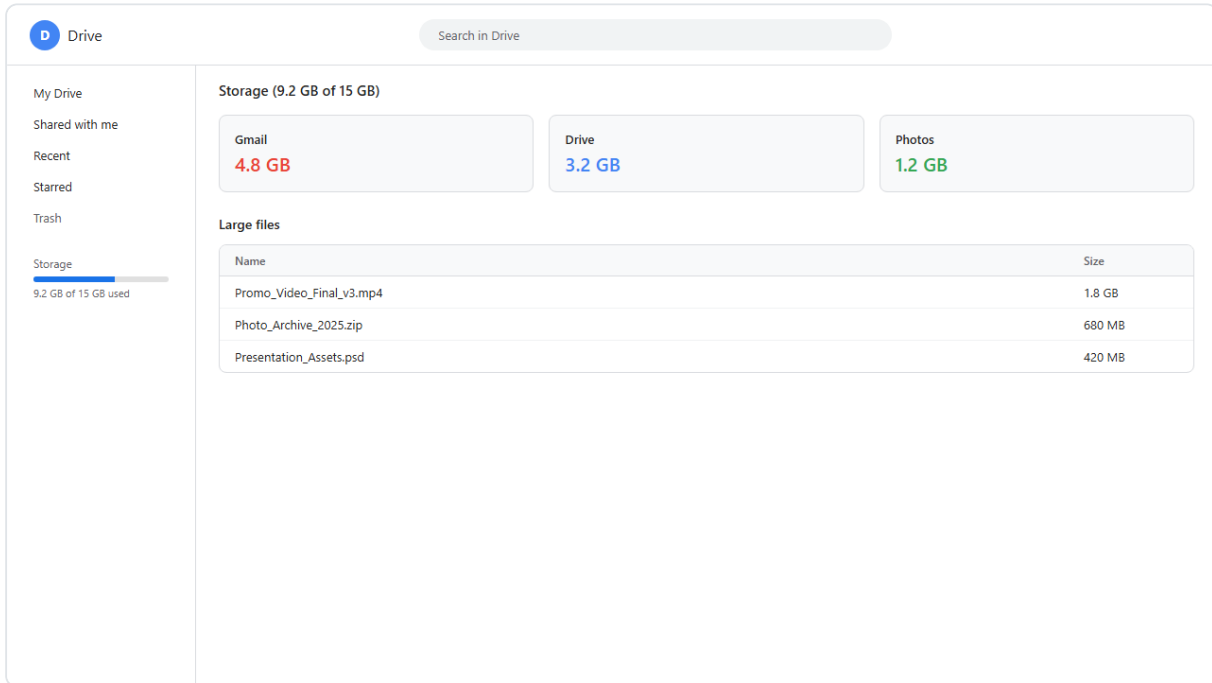 D Drive
Search in Drive
My Drive
Shared with me
Recent
Starred
Trash
Storage
9.2 GB of 15 GB used
Storage (9.2 GB of 15 GB)
Gmail
4.8 GB
Drive
3.2 GB
Photos
1.2 GB
Large files
Name Size
Promo_Video_Final_v3.mp4 1.8 GB
Photo_Archive_2025.zip 680 MB
Presentation_Assets.psd 420 MB